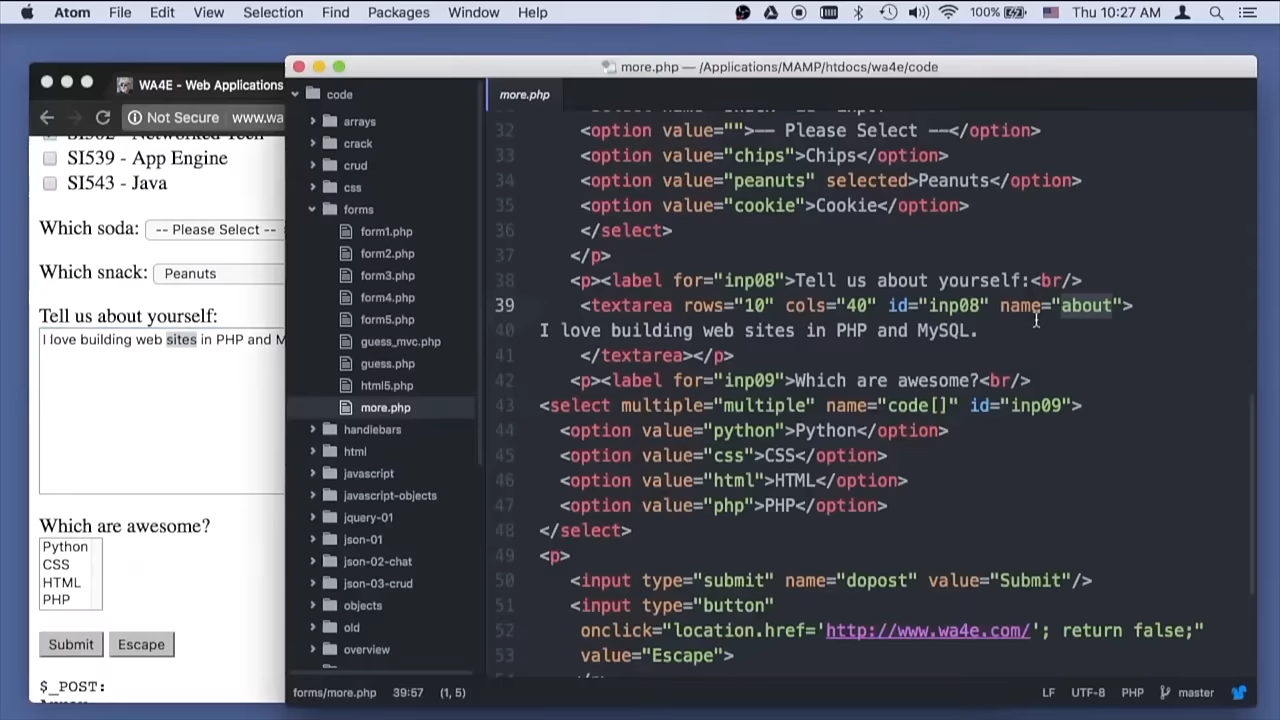 Atom File Edit View Selection Find Packages Window Help 100% Thu 10:27 AM
WA4E - Web Applications
Not Secure www.wa
SI539 - App Engine
SI543 - Java
Which soda: -- Please Select --
Which snack: Peanuts
Tell us about yourself:
I love building web sites in PHP and M
Which are awesome?
Python
CSS
HTML
PHP
Submit Escape
$_POST:
more.php — /Applications/MAMP/htdocs/wa4e/code
code
arrays
crack
crud
css
forms
form1.php
form2.php
form3.php
form4.php
form5.php
guess_mvc.php
guess.php
html5.php
more.php
handlebars
html
javascript
javascript-objects
jquery-01
json-01
json-02-chat
json-03-crud
objects
old
overview
more.php
32 <option value="">-- Please Select --</option>
33 <option value="chips">Chips</option>
34 <option value="peanuts" selected>Peanuts</option>
35 <option value="cookie">Cookie</option>
36 </select>
37 </p>
38 <p><label for="inp08">Tell us about yourself:<br/>
39 <textarea rows="10" cols="40" id="inp08" name="about">
40 I love building web sites in PHP and MySQL.
41 </textarea></p>
42 <p><label for="inp09">Which are awesome?<br/>
43 <select multiple="multiple" name="code[]" id="inp09">
44 <option value="python">Python</option>
45 <option value="css">CSS</option>
46 <option value="html">HTML</option>
47 <option value="php">PHP</option>
48 </select>
49 <p>
50 <input type="submit" name="dopost" value="Submit"/>
51 <input type="button"
52 onclick="location.href='http://www.wa4e.com/'; return false;"
53 value="Escape">
forms/more.php 39:57 (1, 5) LF UTF-8 PHP master